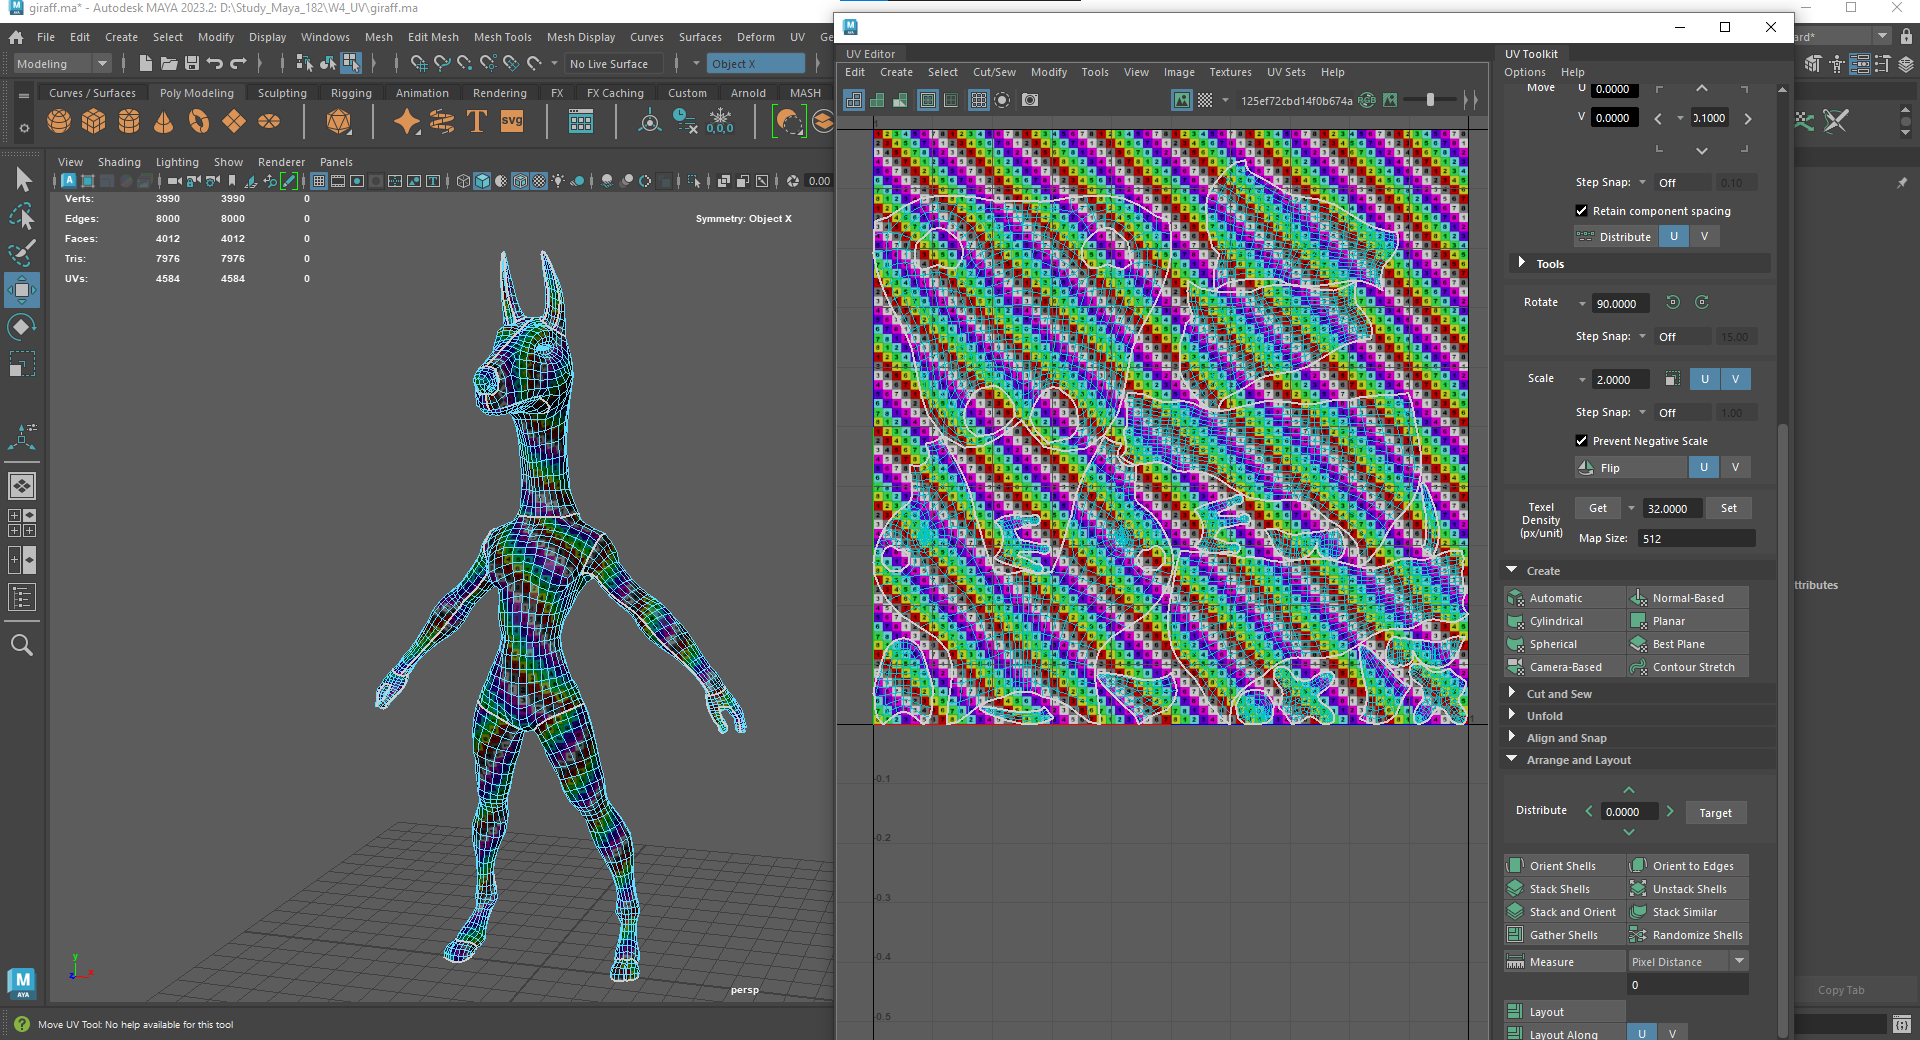 giraff.ma* - Autodesk MAYA 2023.2: D:\Study_Maya_182\W4_UV\giraff.ma
File Edit Create Select Modify Display Windows Mesh Edit Mesh Mesh Tools Mesh Display Curves Surfaces Deform UV Ge
Modeling No Live Surface Object X
Curves / Surfaces Poly Modeling Sculpting Rigging Animation Rendering FX FX Caching Custom Arnold MASH
svg
0,0,0
View Shading Lighting Show Renderer Panels
0.00
Verts: 3990 3990 0
Edges: 8000 8000 0
Faces: 4012 4012 0
Tris: 7976 7976 0
UVs: 4584 4584 0
Symmetry: Object X
persp
y
z x
M
AYA
Move UV Tool: No help available for this tool
UV Editor
Edit Create Select Cut/Sew Modify Tools View Image Textures UV Sets Help
125ef72cbd14f0b674a
1
1
-0.1
-0.2
-0.3
-0.4
-0.5
UV Toolkit
Options Help
Move U 0.0000
V 0.0000 0.1000
Step Snap: Off 0.10
Retain component spacing
Distribute U V
Tools
Rotate 90.0000
Step Snap: Off 15.00
Scale 2.0000 U V
Step Snap: Off 1.00
Prevent Negative Scale
Flip U V
Texel Density (px/unit) Get 32.0000 Set
Map Size: 512
Create
Automatic Normal-Based
Cylindrical Planar
Spherical Best Plane
Camera-Based Contour Stretch
Cut and Sew
Unfold
Align and Snap
Arrange and Layout
Distribute 0.0000 Target
Orient Shells Orient to Edges
Stack Shells Unstack Shells
Stack and Orient Stack Similar
Gather Shells Randomize Shells
Measure Pixel Distance
0
Layout
Layout Along U V
ard*
ttributes
Copy Tab